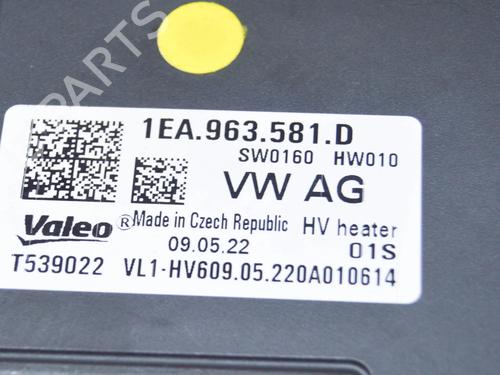 1EA.963.581.D
SW0160 HW010
VW AG
Valeo® Made in Czech Republic HV heater
09.05.22 01S
T539022 VL1-HV609.05.220A010614
PARTS